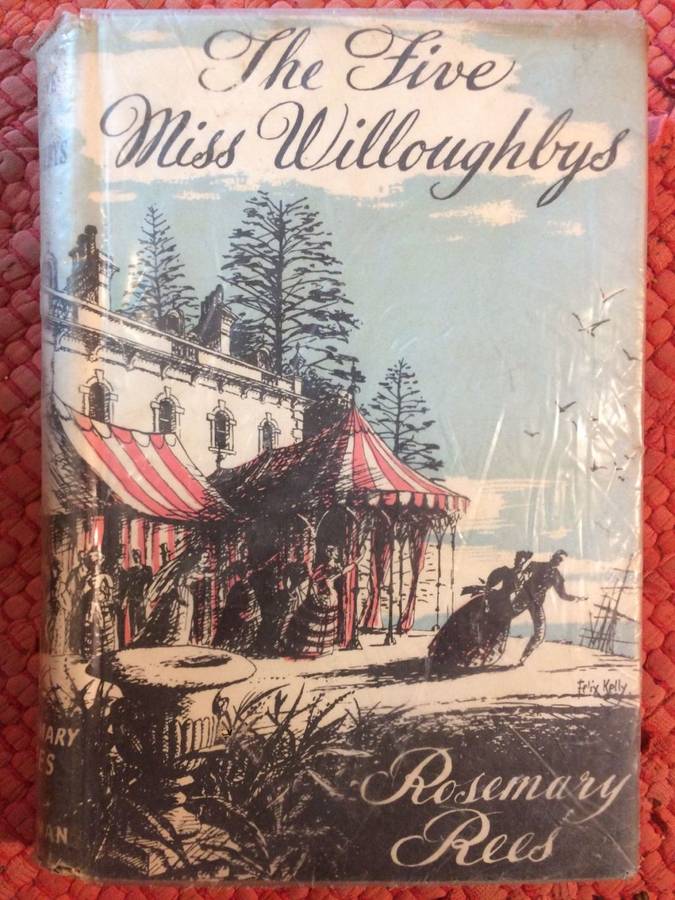 The Five
Miss Willoughbys
Felix Kelly
Rosemary
Rees